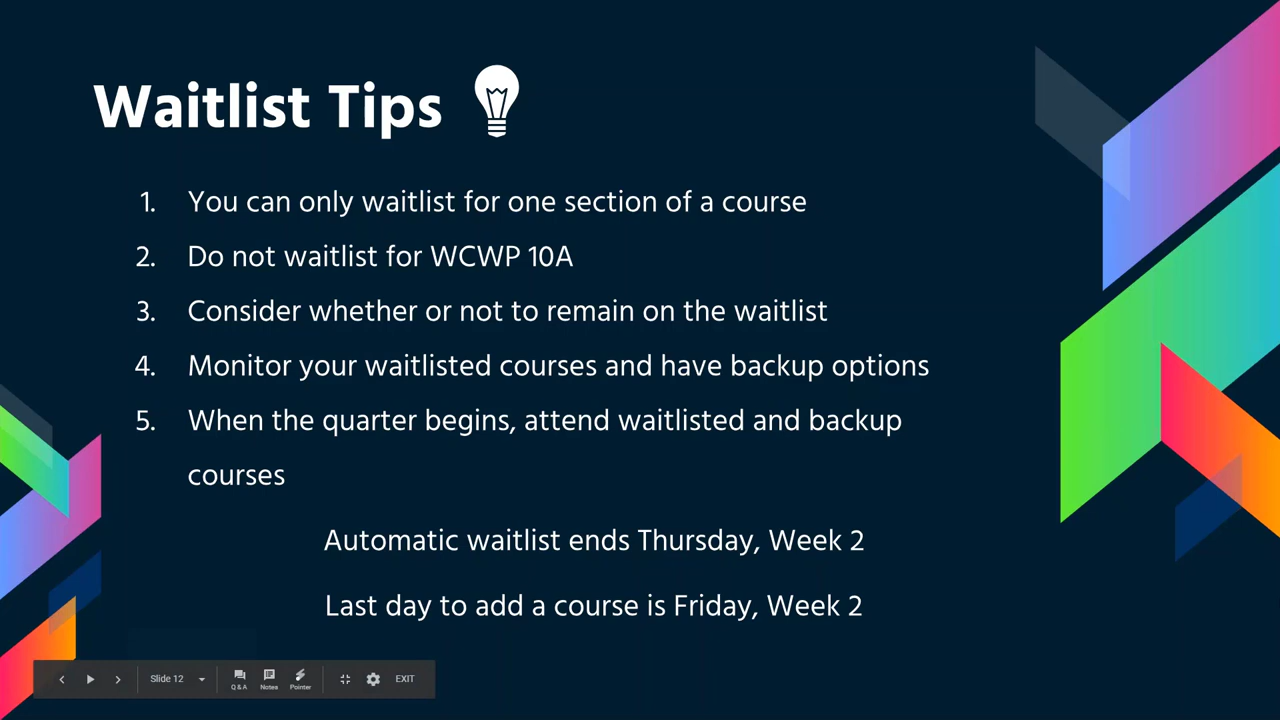 Waitlist Tips
1. You can only waitlist for one section of a course
2. Do not waitlist for WCWP 10A
3. Consider whether or not to remain on the waitlist
4. Monitor your waitlisted courses and have backup options
5. When the quarter begins, attend waitlisted and backup
courses
Automatic waitlist ends Thursday, Week 2
Last day to add a course is Friday, Week 2
Slide 12 Q & A Notes Pointer EXIT